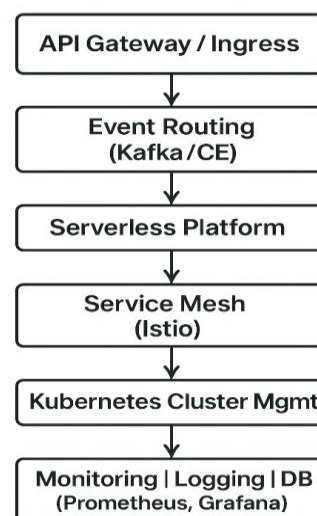 API Gateway / Ingress
Event Routing
(Kafka/CE)
Serverless Platform
Service Mesh
(Istio)
Kubernetes Cluster Mgmt
Monitoring | Logging | DB
(Prometheus, Grafana)